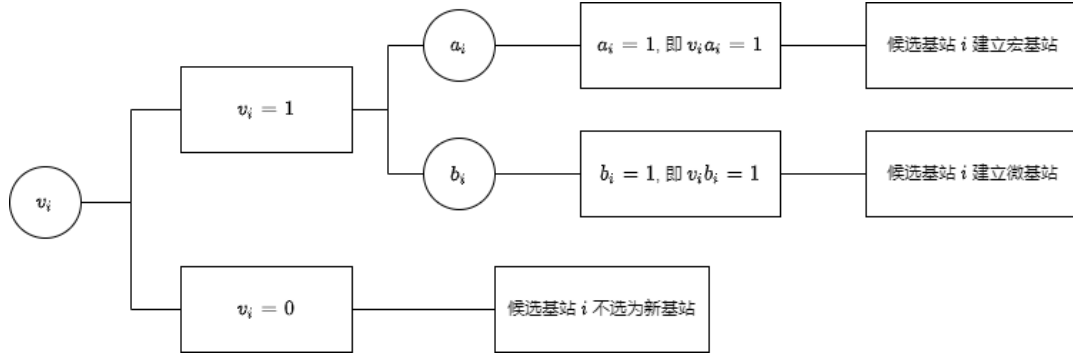 a_i
a_i = 1, 即 v_i a_i = 1
候选基站 i 建立宏基站
v_i = 1
b_i
b_i = 1, 即 v_i b_i = 1
候选基站 i 建立微基站
v_i
v_i = 0
候选基站 i 不选为新基站